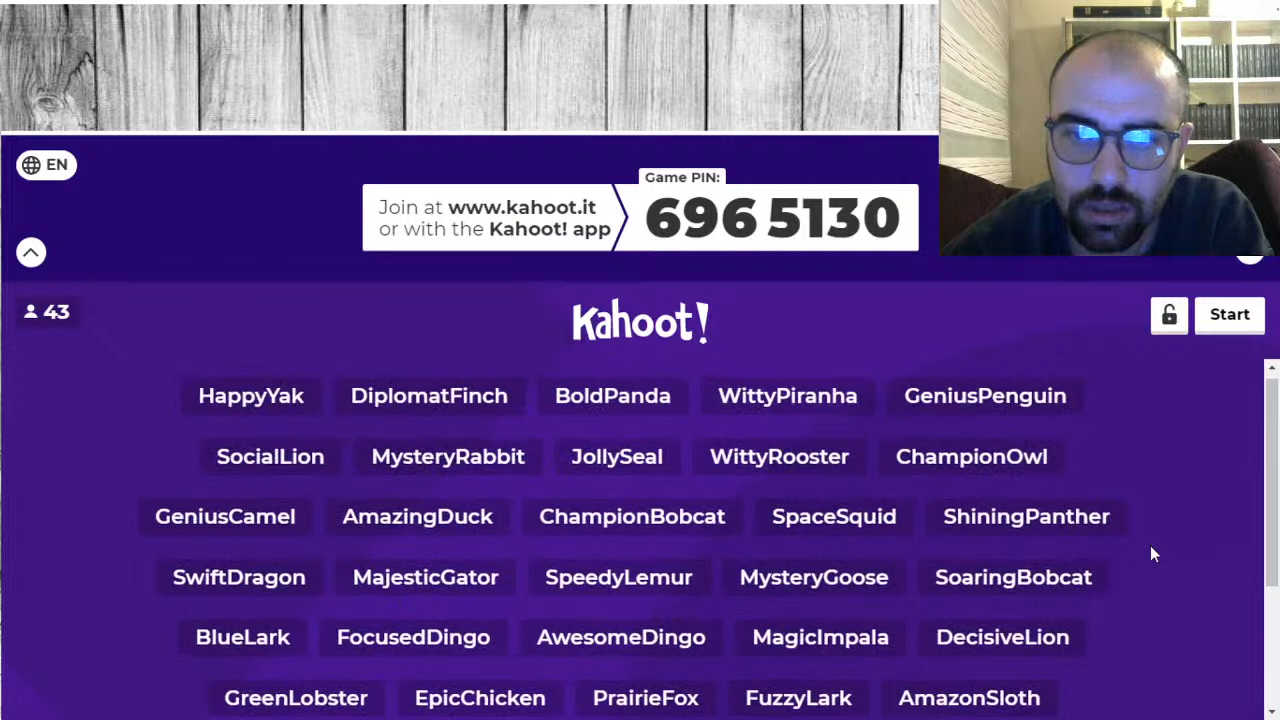 EN
Game PIN:
Join at www.kahoot.it
or with the Kahoot! app
696 5130
43
Kahoot!
Start
HappyYak DiplomatFinch BoldPanda WittyPiranha GeniusPenguin
SocialLion MysteryRabbit JollySeal WittyRooster ChampionOwl
GeniusCamel AmazingDuck ChampionBobcat SpaceSquid ShiningPanther
SwiftDragon MajesticGator SpeedyLemur MysteryGoose SoaringBobcat
BlueLark FocusedDingo AwesomeDingo MagicImpala DecisiveLion
GreenLobster EpicChicken PrairieFox FuzzyLark AmazonSloth